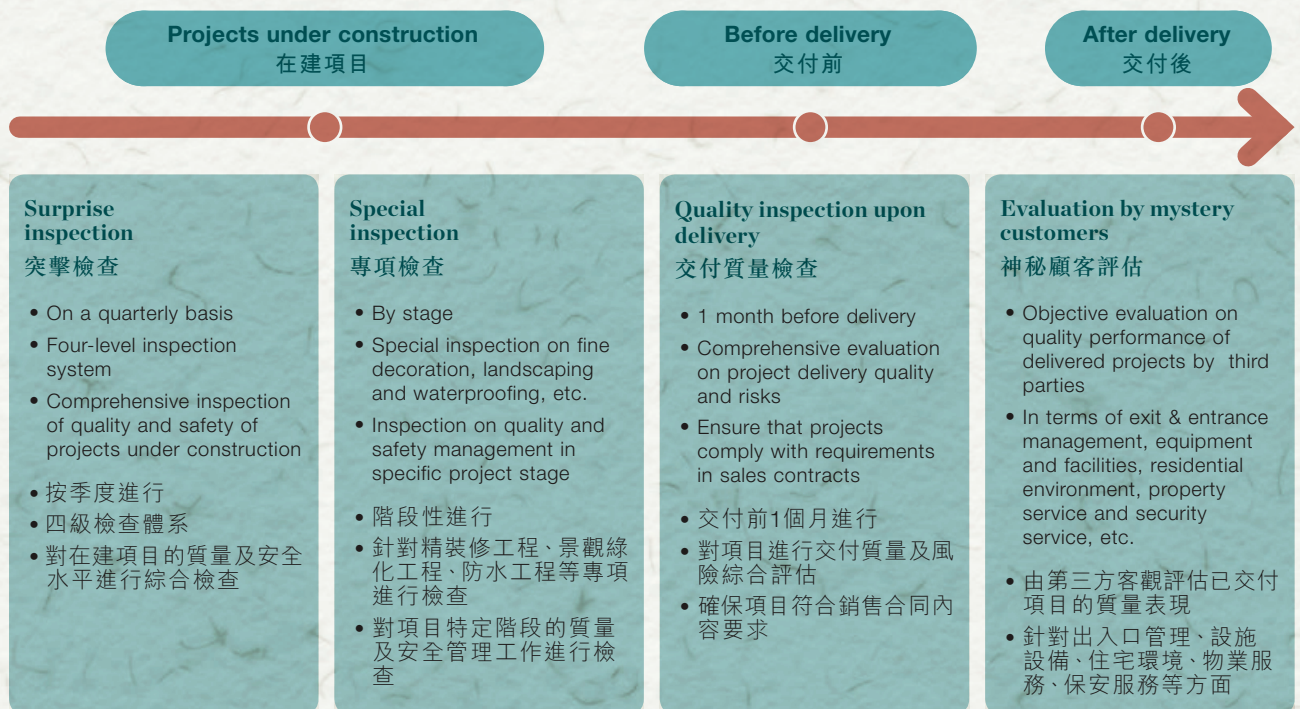 Projects under construction
在建項目
Before delivery
交付前
After delivery
交付後
Surprise
inspection
突擊檢查
• On a quarterly basis
• Four-level inspection
system
• Comprehensive inspection
of quality and safety of
projects under construction
• 按季度進行
• 四級檢查體系
• 對在建項目的質量及安全
水平進行綜合檢查
Special
inspection
專項檢查
• By stage
• Special inspection on fine
decoration, landscaping
and waterproofing, etc.
• Inspection on quality and
safety management in
specific project stage
• 階段性進行
• 針對精裝修工程、景觀綠
化工程、防水工程等專項
進行檢查
• 對項目特定階段的質量
及安全管理工作進行檢
查
Quality inspection upon
delivery
交付質量檢查
• 1 month before delivery
• Comprehensive evaluation
on project delivery quality
and risks
• Ensure that projects
comply with requirements
in sales contracts
• 交付前1個月進行
• 對項目進行交付質量及風
險綜合評估
• 確保項目符合銷售合同內
容要求
Evaluation by mystery
customers
神秘顧客評估
• Objective evaluation on
quality performance of
delivered projects by third
parties
• In terms of exit & entrance
management, equipment
and facilities, residential
environment, property
service and security
service, etc.
• 由第三方客觀評估已交付
項目的質量表現
• 針對出入口管理、設施
設備、住宅環境、物業服
務、保安服務等方面